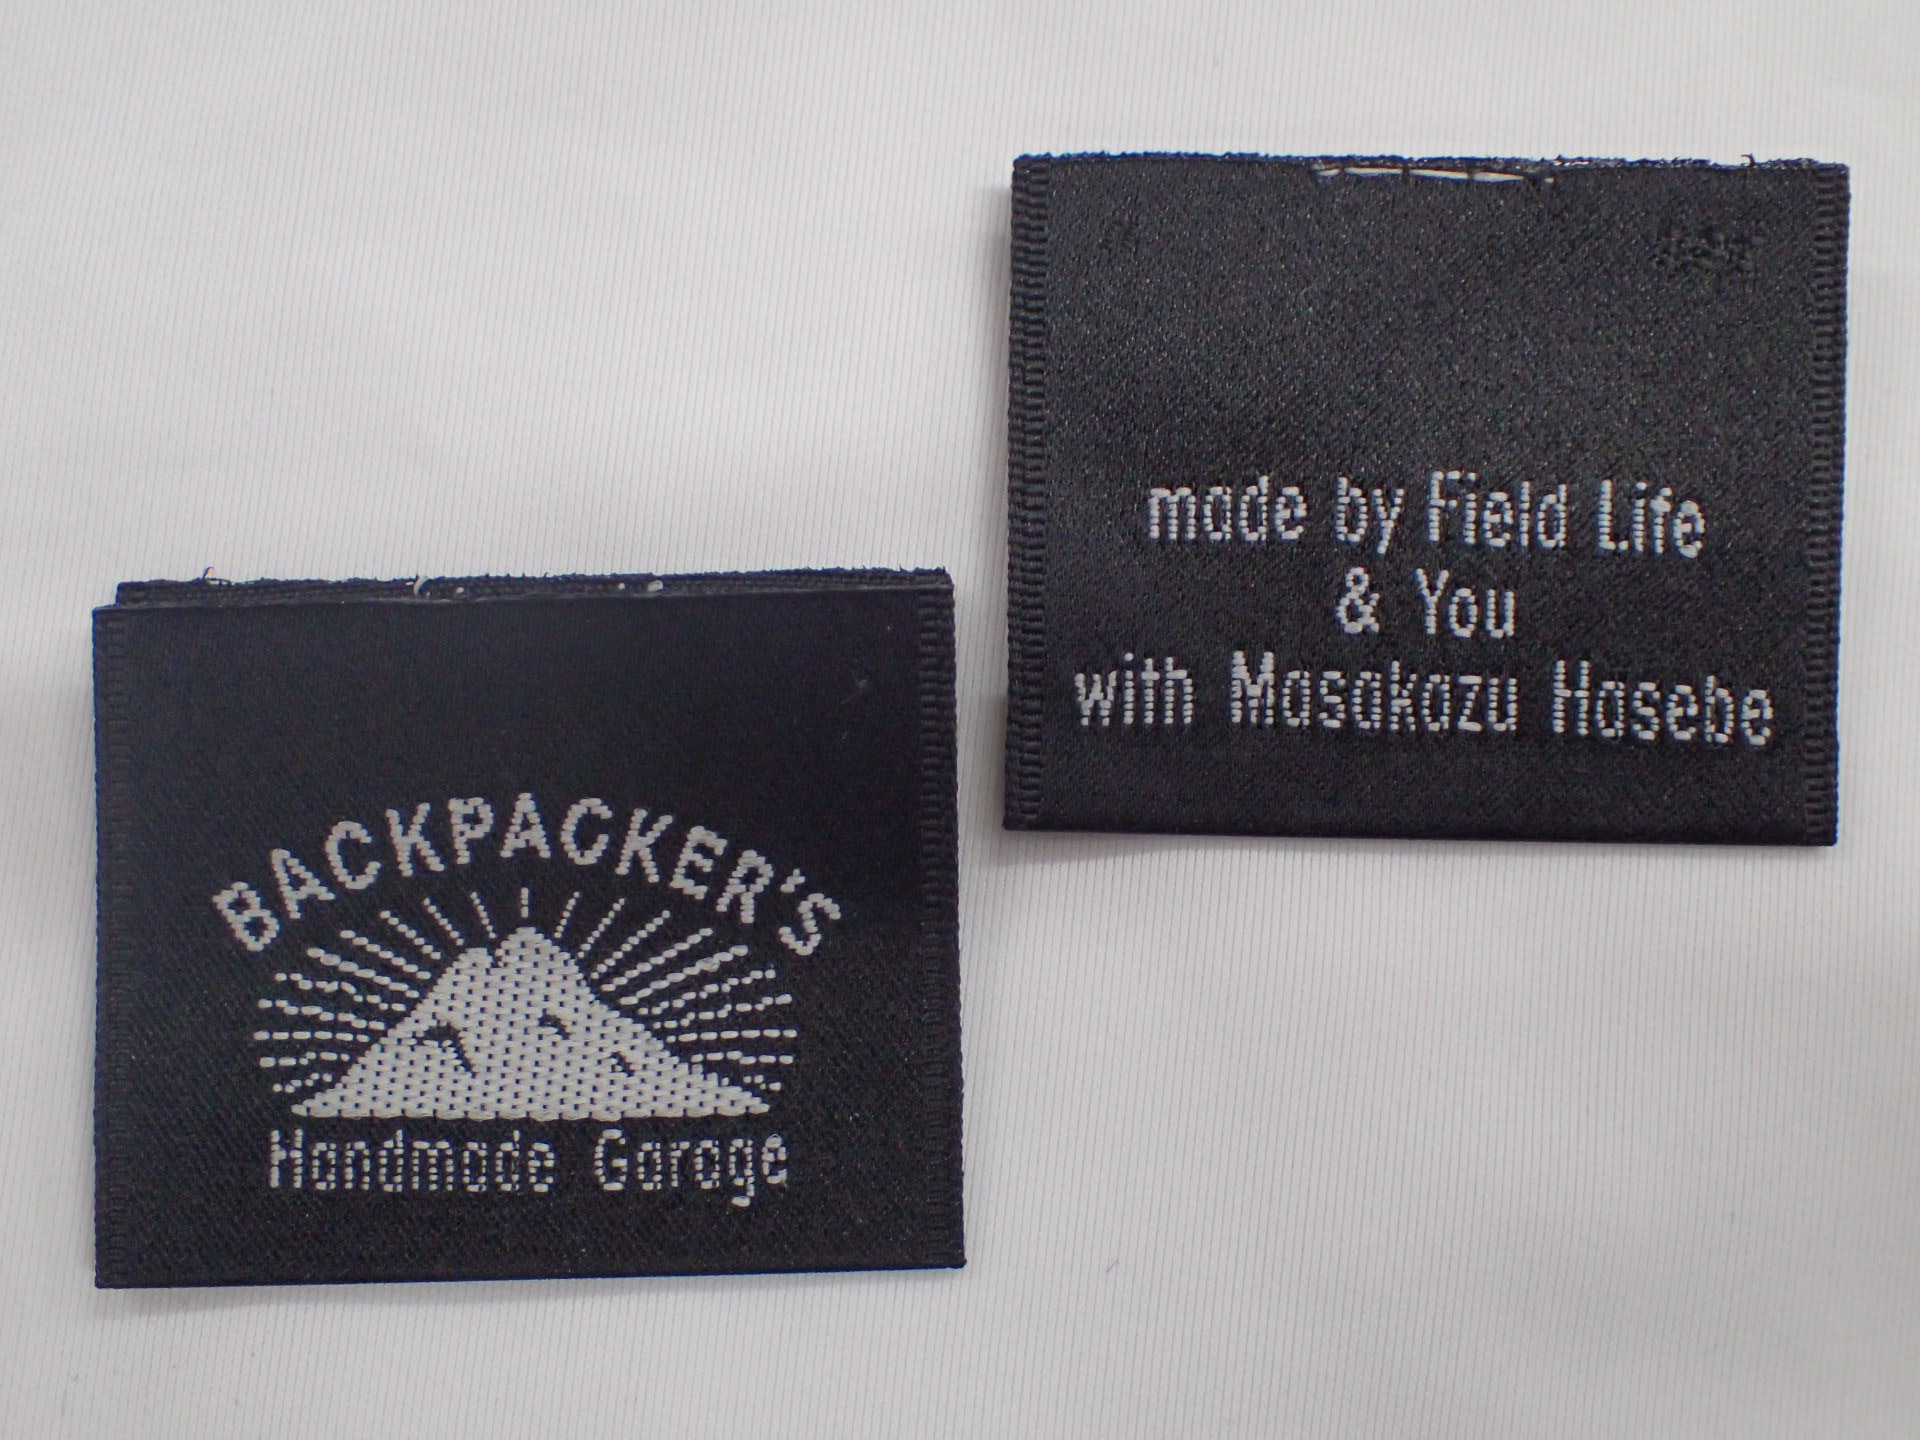 BACKPACKER'S
Handmade Garage
made by Field Life
& You
with Masakazu Hasebe